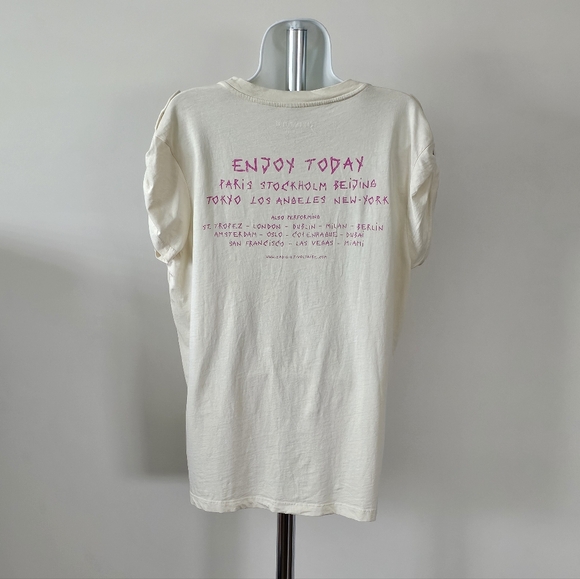 ENJOY TODAY
PARIS STOCKHOLM BEIJING
TOKYO LOS ANGELES NEW-YORK
ALSO PERFORMING
ST. TROPEZ - LONDON - DUBLIN - MILAN - BERLIN
AMSTERDAM - OSLO - COPENHAGUE - DUBAI
SAN FRANCISCO - LAS VEGAS - MIAMI